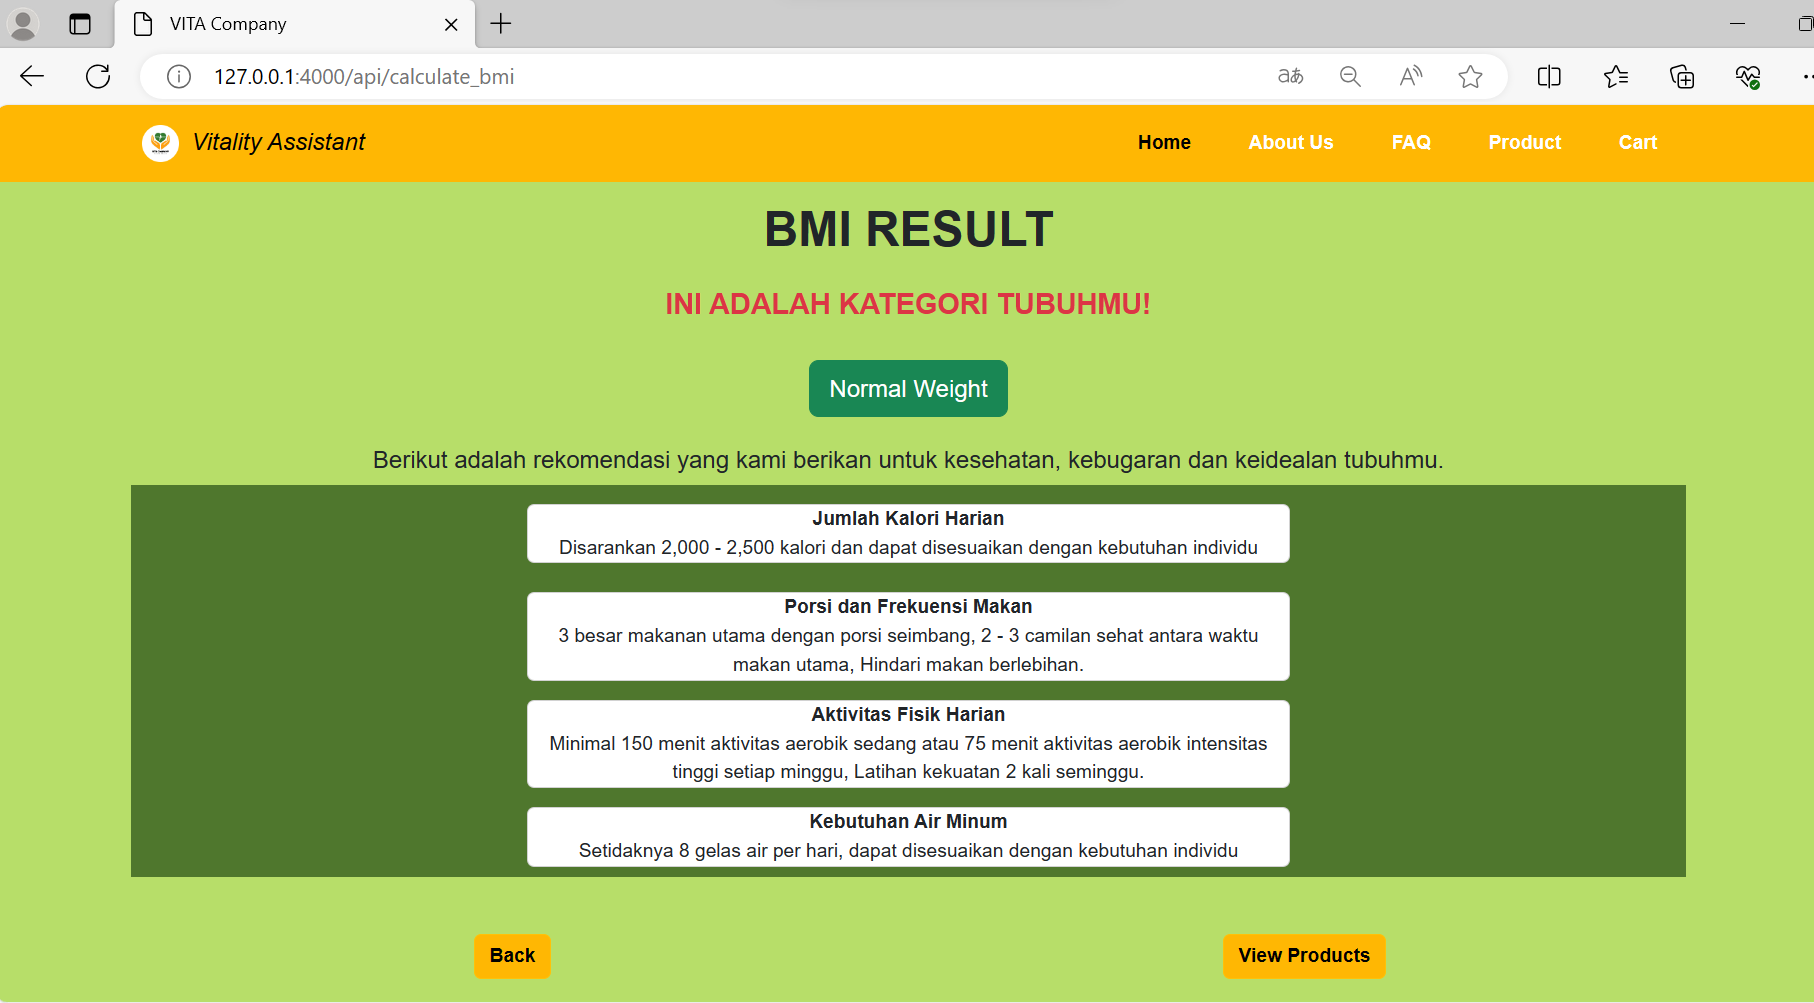 VITA Company
127.0.0.1:4000/api/calculate_bmi
Vitality Assistant
Home About Us FAQ Product Cart
BMI RESULT
INI ADALAH KATEGORI TUBUHMU!
Normal Weight
Berikut adalah rekomendasi yang kami berikan untuk kesehatan, kebugaran dan keidealan tubuhmu.
Jumlah Kalori Harian
Disarankan 2,000 - 2,500 kalori dan dapat disesuaikan dengan kebutuhan individu
Porsi dan Frekuensi Makan
3 besar makanan utama dengan porsi seimbang, 2 - 3 camilan sehat antara waktu
makan utama, Hindari makan berlebihan.
Aktivitas Fisik Harian
Minimal 150 menit aktivitas aerobik sedang atau 75 menit aktivitas aerobik intensitas
tinggi setiap minggu, Latihan kekuatan 2 kali seminggu.
Kebutuhan Air Minum
Setidaknya 8 gelas air per hari, dapat disesuaikan dengan kebutuhan individu
Back
View Products